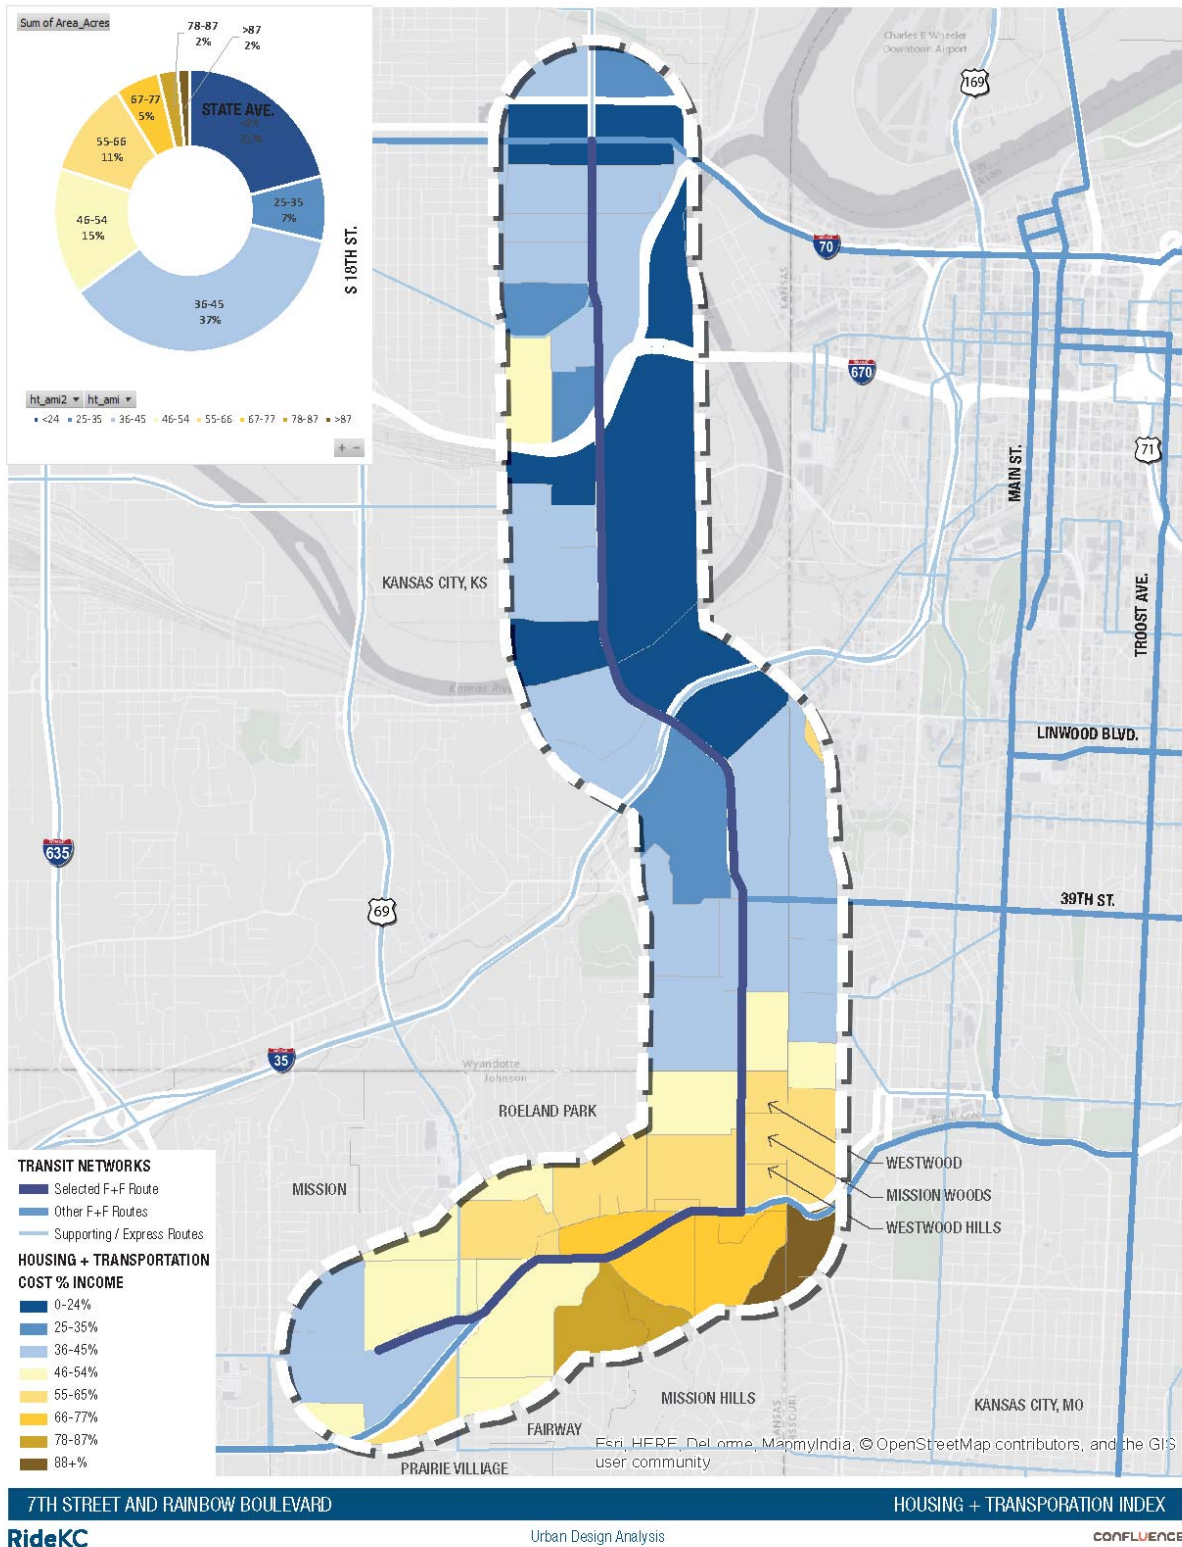 Sum of Area_Acres
78-87
2%
>87
2%
67-77
5%
STATE AVE.
55-66
11%
25-35
7%
46-54
15%
36-45
37%
S 18TH ST.
ht_ami2 ht_ami
<24 25-35 36-45 46-54 55-66 67-77 78-87 >87
+ −
Charles B Wheeler
Downtown Airport
169
KANSAS
70
670
71
MAIN ST.
TROOST AVE.
KANSAS CITY, KS
Kansas River
LINWOOD BLVD.
635
69
39TH ST.
35
Wyandotte
Johnson
ROELAND PARK
MISSION
WESTWOOD
MISSION WOODS
WESTWOOD HILLS
TRANSIT NETWORKS
Selected F+F Route
Other F+F Routes
Supporting / Express Routes
HOUSING + TRANSPORTATION
COST % INCOME
0-24%
25-35%
36-45%
46-54%
55-65%
66-77%
78-87%
88+%
MISSION HILLS
KANSAS CITY, MO
FAIRWAY
PRAIRIE VILLIAGE
Esri, HERE, DeLorme, MapmyIndia, © OpenStreetMap contributors, and the GIS
user community
7TH STREET AND RAINBOW BOULEVARD
HOUSING + TRANSPORATION INDEX
RideKC
Urban Design Analysis
CONFLUENCE